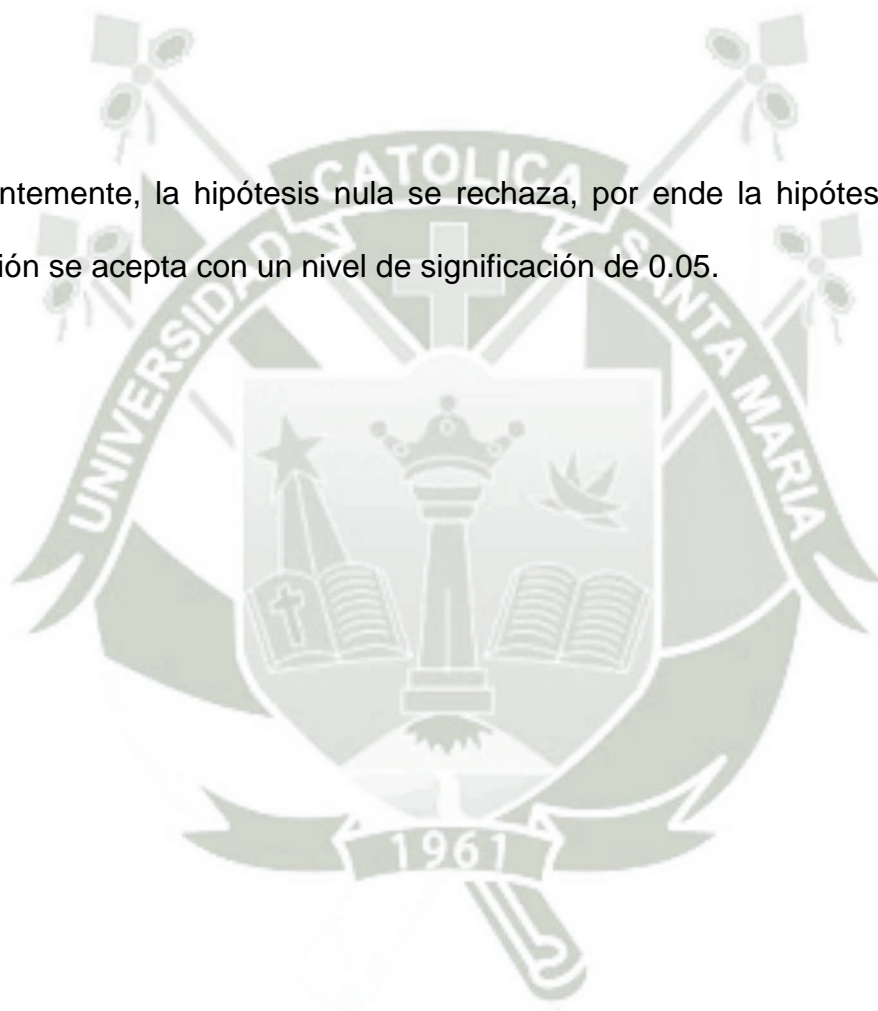 ntemente, la hipótesis nula se rechaza, por ende la hipótes
ión se acepta con un nivel de significación de 0.05.
UNIVERSIDAD CATOLICA SANTA MARIA
1961